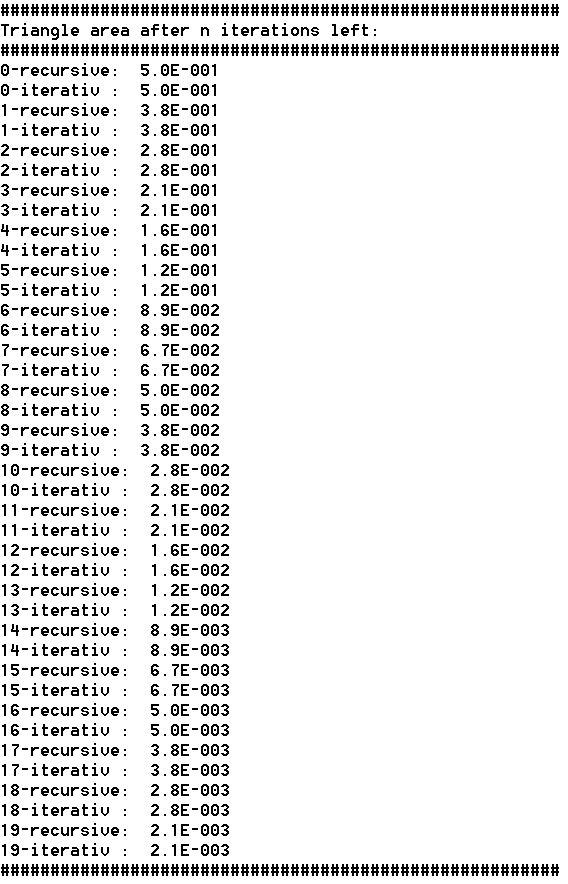 ########################################################
Triangle area after n iterations left:
########################################################
0-recursive:  5.0E-001
0-iterativ :  5.0E-001
1-recursive:  3.8E-001
1-iterativ :  3.8E-001
2-recursive:  2.8E-001
2-iterativ :  2.8E-001
3-recursive:  2.1E-001
3-iterativ :  2.1E-001
4-recursive:  1.6E-001
4-iterativ :  1.6E-001
5-recursive:  1.2E-001
5-iterativ :  1.2E-001
6-recursive:  8.9E-002
6-iterativ :  8.9E-002
7-recursive:  6.7E-002
7-iterativ :  6.7E-002
8-recursive:  5.0E-002
8-iterativ :  5.0E-002
9-recursive:  3.8E-002
9-iterativ :  3.8E-002
10-recursive:  2.8E-002
10-iterativ :  2.8E-002
11-recursive:  2.1E-002
11-iterativ :  2.1E-002
12-recursive:  1.6E-002
12-iterativ :  1.6E-002
13-recursive:  1.2E-002
13-iterativ :  1.2E-002
14-recursive:  8.9E-003
14-iterativ :  8.9E-003
15-recursive:  6.7E-003
15-iterativ :  6.7E-003
16-recursive:  5.0E-003
16-iterativ :  5.0E-003
17-recursive:  3.8E-003
17-iterativ :  3.8E-003
18-recursive:  2.8E-003
18-iterativ :  2.8E-003
19-recursive:  2.1E-003
19-iterativ :  2.1E-003
########################################################